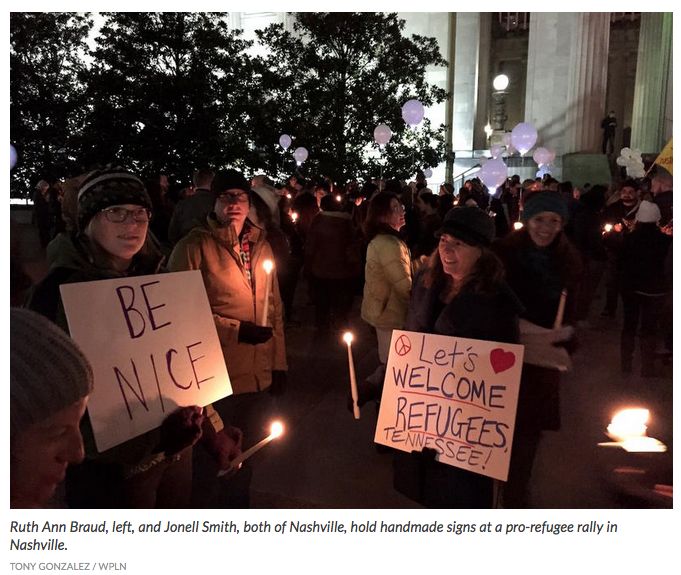 BE
NICE
Let's
WELCOME
REFUGEES,
TENNESSEE!
Ruth Ann Braud, left, and Jonell Smith, both of Nashville, hold handmade signs at a pro-refugee rally in
Nashville.
TONY GONZALEZ / WPLN